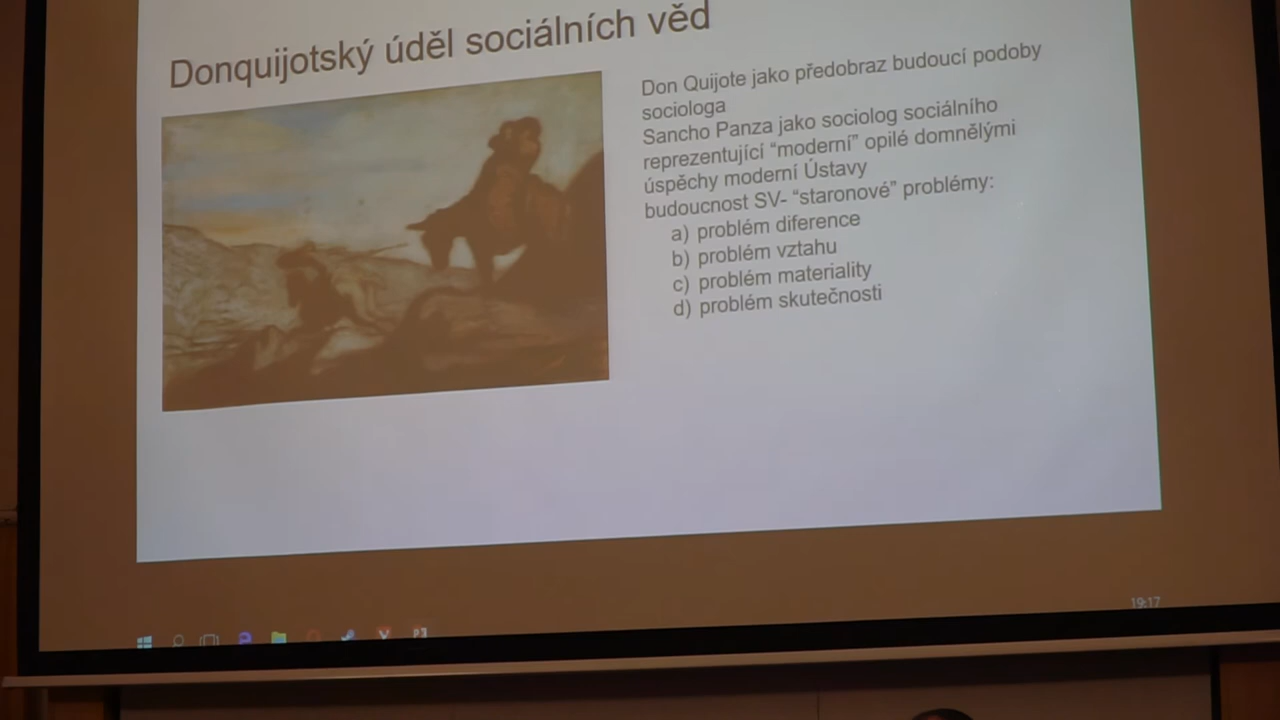 Donquijotský úděl sociálních věd
Don Quijote jako předobraz budoucí podoby
sociologa
Sancho Panza jako sociolog sociálního
reprezentující “moderní” opilé domnělými
úspěchy moderní Ústavy
budoucnost SV- “staronové” problémy:
a) problém diference
b) problém vztahu
c) problém materiality
d) problém skutečnosti
19:17